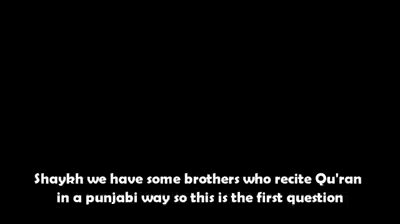 Shaykh we have some brothers who recite Qu'ran
in a punjabi way so this is the first question